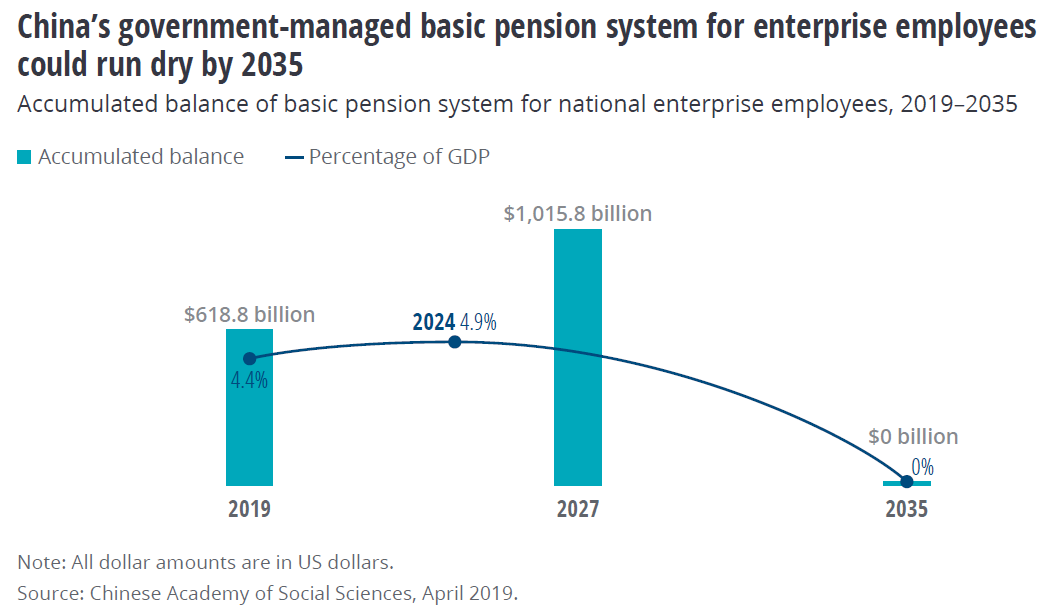 China’s government-managed basic pension system for enterprise employees
could run dry by 2035
Accumulated balance of basic pension system for national enterprise employees, 2019–2035
Accumulated balance
Percentage of GDP
$1,015.8 billion
$618.8 billion
2024 4.9%
4.4%
$0 billion
0%
2019
2027
2035
Note: All dollar amounts are in US dollars.
Source: Chinese Academy of Social Sciences, April 2019.